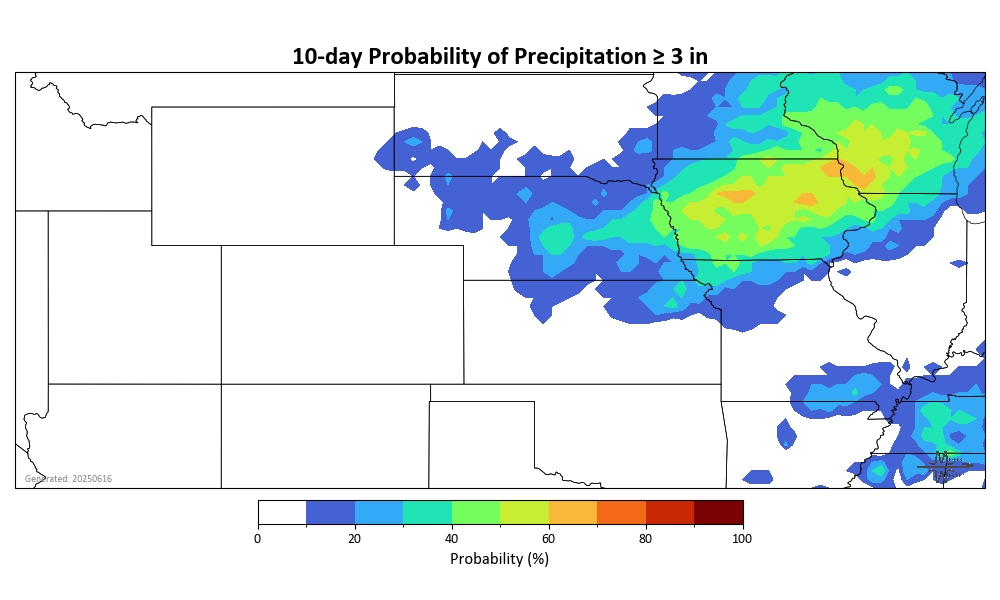 10-day Probability of Precipitation ≥ 3 in
Generated: 20250616
0 20 40 60 80 100
Probability (%)